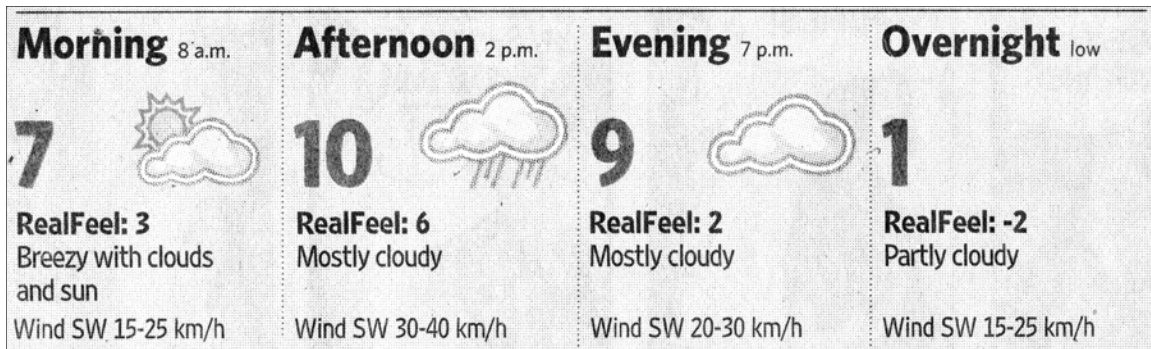 Morning 8 a.m.
7
RealFeel: 3
Breezy with clouds
and sun
Wind SW 15-25 km/h
Afternoon 2 p.m.
10
RealFeel: 6
Mostly cloudy
Wind SW 30-40 km/h
Evening 7 p.m.
9
RealFeel: 2
Mostly cloudy
Wind SW 20-30 km/h
Overnight low
1
RealFeel: -2
Partly cloudy
Wind SW 15-25 km/h